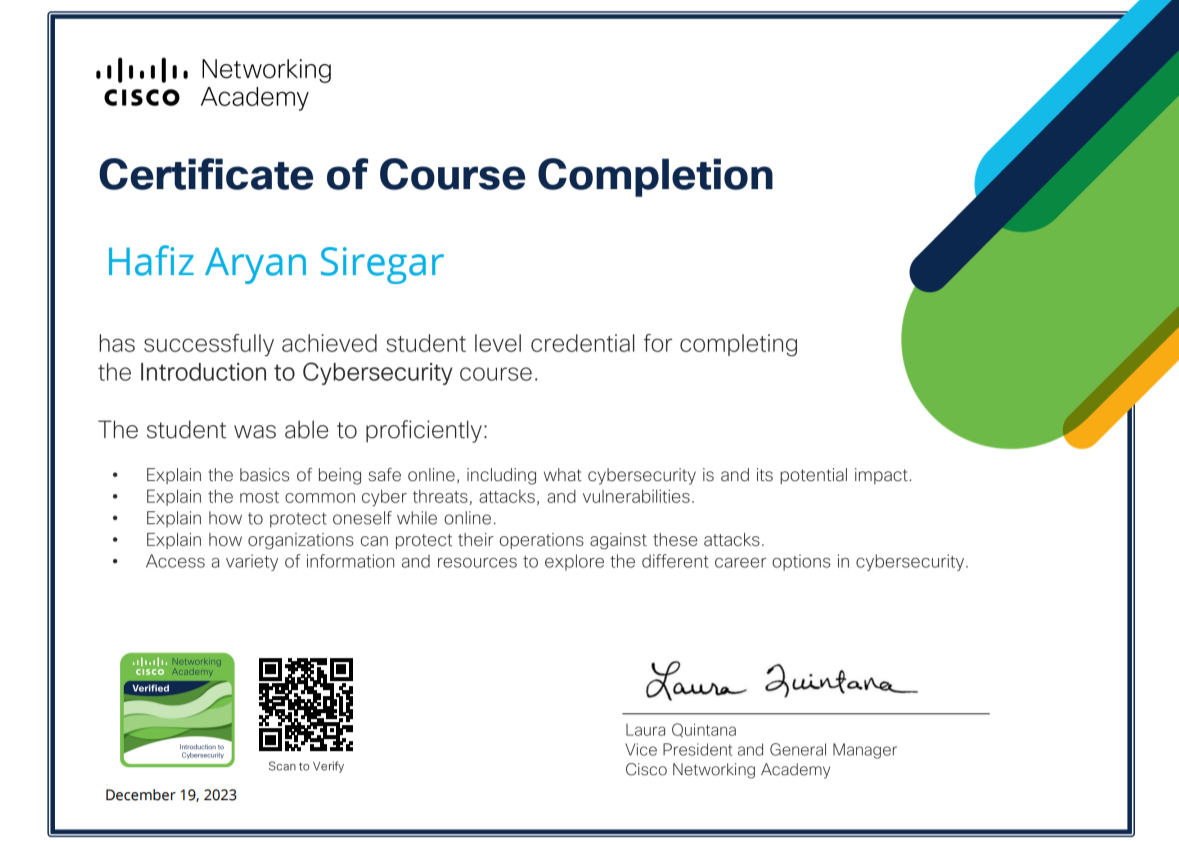 Networking
CISCO Academy
Certificate of Course Completion
Hafiz Aryan Siregar
has successfully achieved student level credential for completing
the Introduction to Cybersecurity course.
The student was able to proficiently:
• Explain the basics of being safe online, including what cybersecurity is and its potential impact.
• Explain the most common cyber threats, attacks, and vulnerabilities.
• Explain how to protect oneself while online.
• Explain how organizations can protect their operations against these attacks.
• Access a variety of information and resources to explore the different career options in cybersecurity.
Networking
CISCO Academy
Verified
Introduction to
Cybersecurity
Scan to Verify
December 19, 2023
Laura Quintana
Laura Quintana
Vice President and General Manager
Cisco Networking Academy